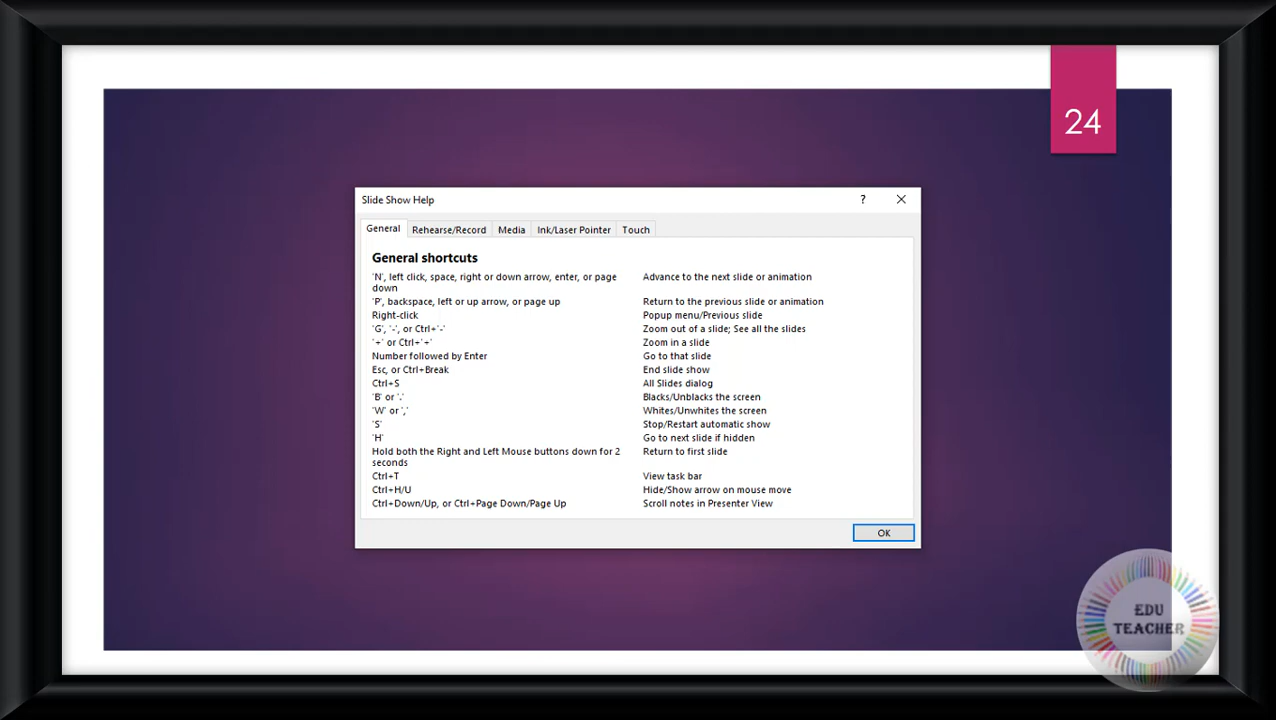 24
Slide Show Help
?
General Rehearse/Record Media Ink/Laser Pointer Touch
General shortcuts
'N', left click, space, right or down arrow, enter, or page down Advance to the next slide or animation
'P', backspace, left or up arrow, or page up Return to the previous slide or animation
Right-click Popup menu/Previous slide
'G', '-', or Ctrl+'-' Zoom out of a slide; See all the slides
'+' or Ctrl+'+' Zoom in a slide
Number followed by Enter Go to that slide
Esc, or Ctrl+Break End slide show
Ctrl+S All Slides dialog
'B' or '.' Blacks/Unblacks the screen
'W' or ',' Whites/Unwhites the screen
'S' Stop/Restart automatic show
'H' Go to next slide if hidden
Hold both the Right and Left Mouse buttons down for 2 seconds Return to first slide
Ctrl+T View task bar
Ctrl+H/U Hide/Show arrow on mouse move
Ctrl+Down/Up, or Ctrl+Page Down/Page Up Scroll notes in Presenter View
OK
EDU
TEACHER